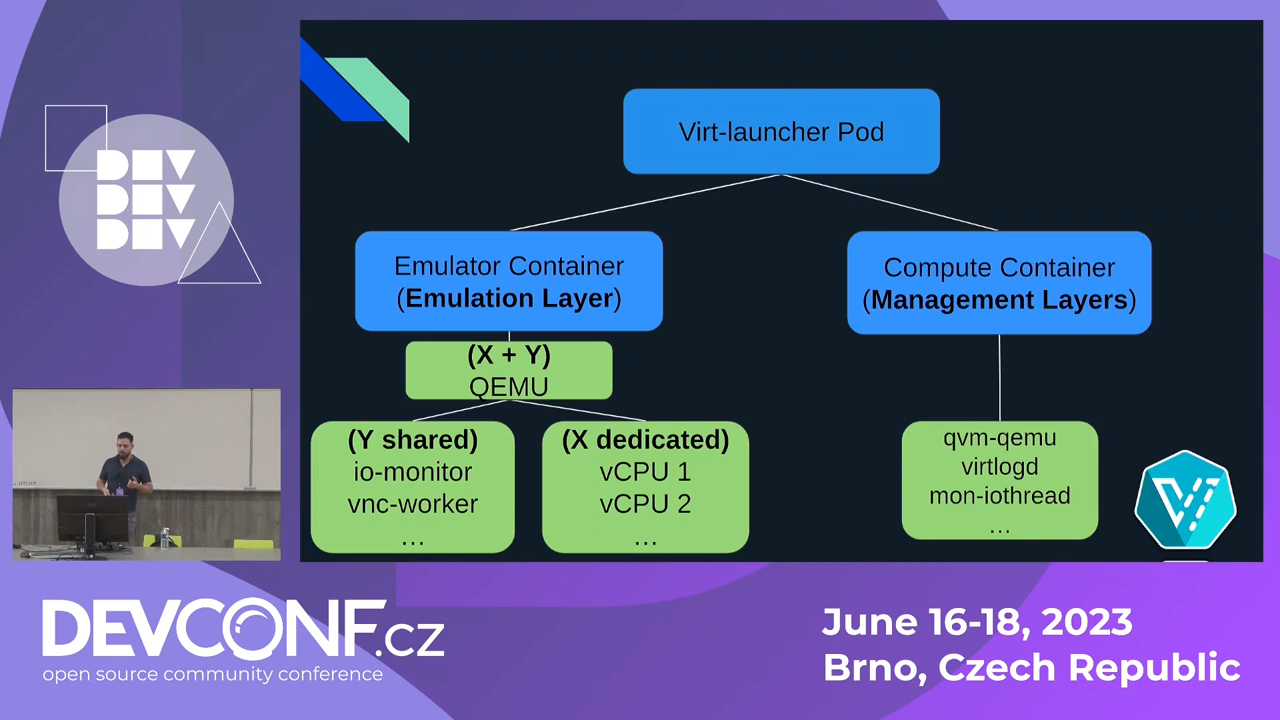 DEV
DEV
DEV
Virt-launcher Pod
Emulator Container
(Emulation Layer)
Compute Container
(Management Layers)
(X + Y)
QEMU
(Y shared)
io-monitor
vnc-worker
...
(X dedicated)
vCPU 1
vCPU 2
...
qvm-qemu
virtlogd
mon-iothread
...
DEVCONF.cz
open source community conference
June 16-18, 2023
Brno, Czech Republic